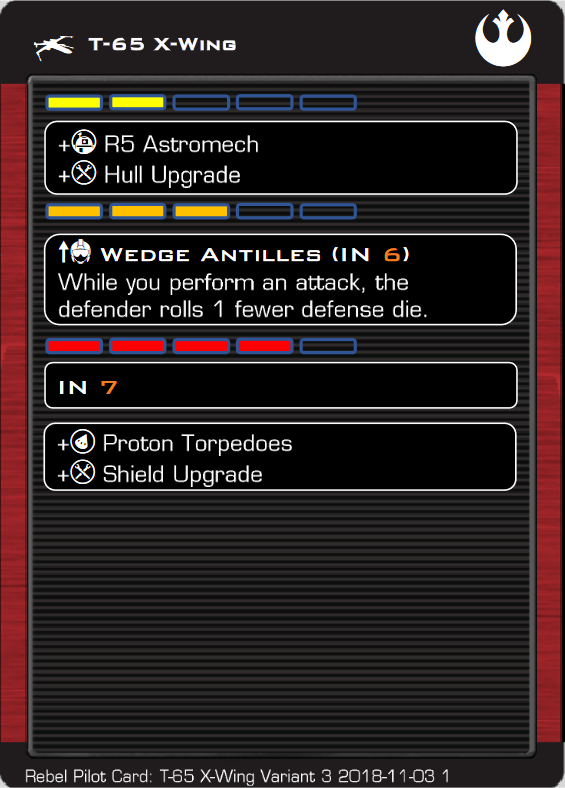 T-65 X-Wing
+ R5 Astromech
+ Hull Upgrade
Wedge Antilles (IN 6)
While you perform an attack, the
defender rolls 1 fewer defense die.
IN 7
+ Proton Torpedoes
+ Shield Upgrade
Rebel Pilot Card: T-65 X-Wing Variant 3 2018-11-03 1